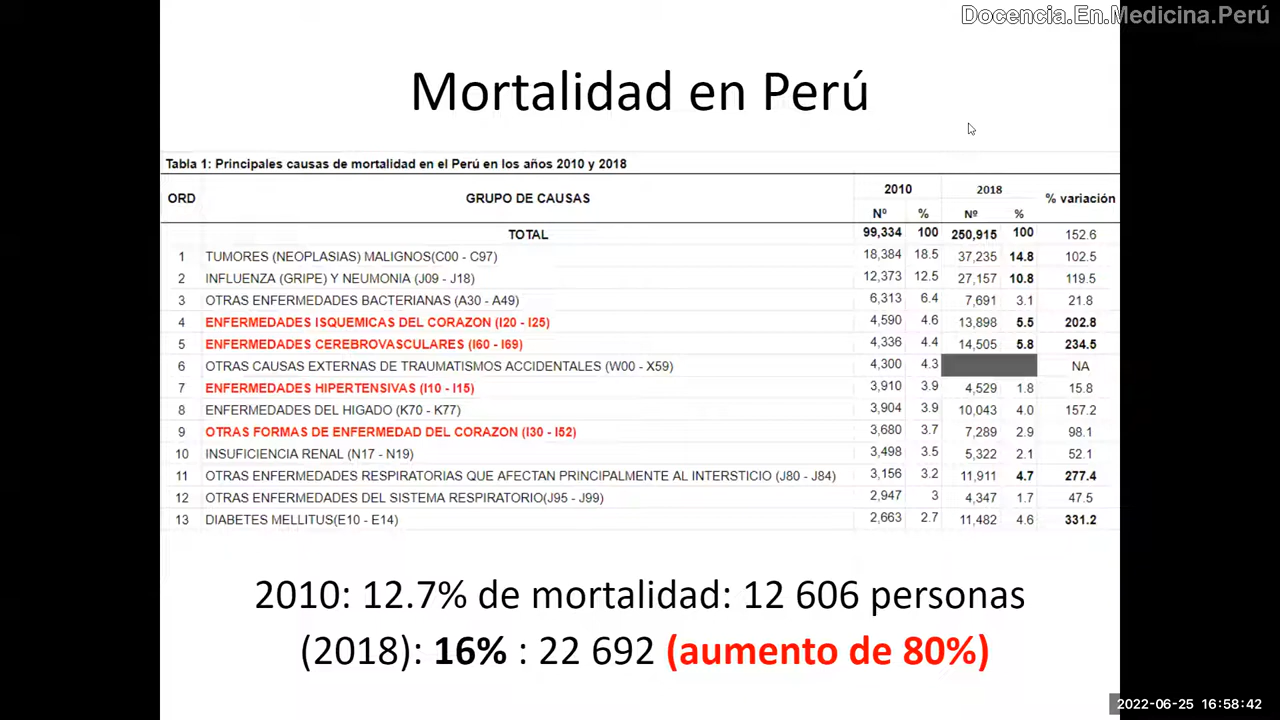 Docencia.En.Medicina.Perú
Mortalidad en Perú
Tabla 1: Principales causas de mortalidad en el Perú en los años 2010 y 2018
ORD GRUPO DE CAUSAS 2010 2018 % variación
Nº % Nº %
TOTAL 99,334 100 250,915 100 152.6
1 TUMORES (NEOPLASIAS) MALIGNOS(C00 - C97) 18,384 18.5 37,235 14.8 102.5
2 INFLUENZA (GRIPE) Y NEUMONIA (J09 - J18) 12,373 12.5 27,157 10.8 119.5
3 OTRAS ENFERMEDADES BACTERIANAS (A30 - A49) 6,313 6.4 7,691 3.1 21.8
4 ENFERMEDADES ISQUEMICAS DEL CORAZON (I20 - I25) 4,590 4.6 13,898 5.5 202.8
5 ENFERMEDADES CEREBROVASCULARES (I60 - I69) 4,336 4.4 14,505 5.8 234.5
6 OTRAS CAUSAS EXTERNAS DE TRAUMATISMOS ACCIDENTALES (W00 - X59) 4,300 4.3 NA
7 ENFERMEDADES HIPERTENSIVAS (I10 - I15) 3,910 3.9 4,529 1.8 15.8
8 ENFERMEDADES DEL HIGADO (K70 - K77) 3,904 3.9 10,043 4.0 157.2
9 OTRAS FORMAS DE ENFERMEDAD DEL CORAZON (I30 - I52) 3,680 3.7 7,289 2.9 98.1
10 INSUFICIENCIA RENAL (N17 - N19) 3,498 3.5 5,322 2.1 52.1
11 OTRAS ENFERMEDADES RESPIRATORIAS QUE AFECTAN PRINCIPALMENTE AL INTERSTICIO (J80 - J84) 3,156 3.2 11,911 4.7 277.4
12 OTRAS ENFERMEDADES DEL SISTEMA RESPIRATORIO(J95 - J99) 2,947 3 4,347 1.7 47.5
13 DIABETES MELLITUS(E10 - E14) 2,663 2.7 11,482 4.6 331.2
2010: 12.7% de mortalidad: 12 606 personas
(2018): 16% : 22 692 (aumento de 80%)
2022-06-25 16:58:42